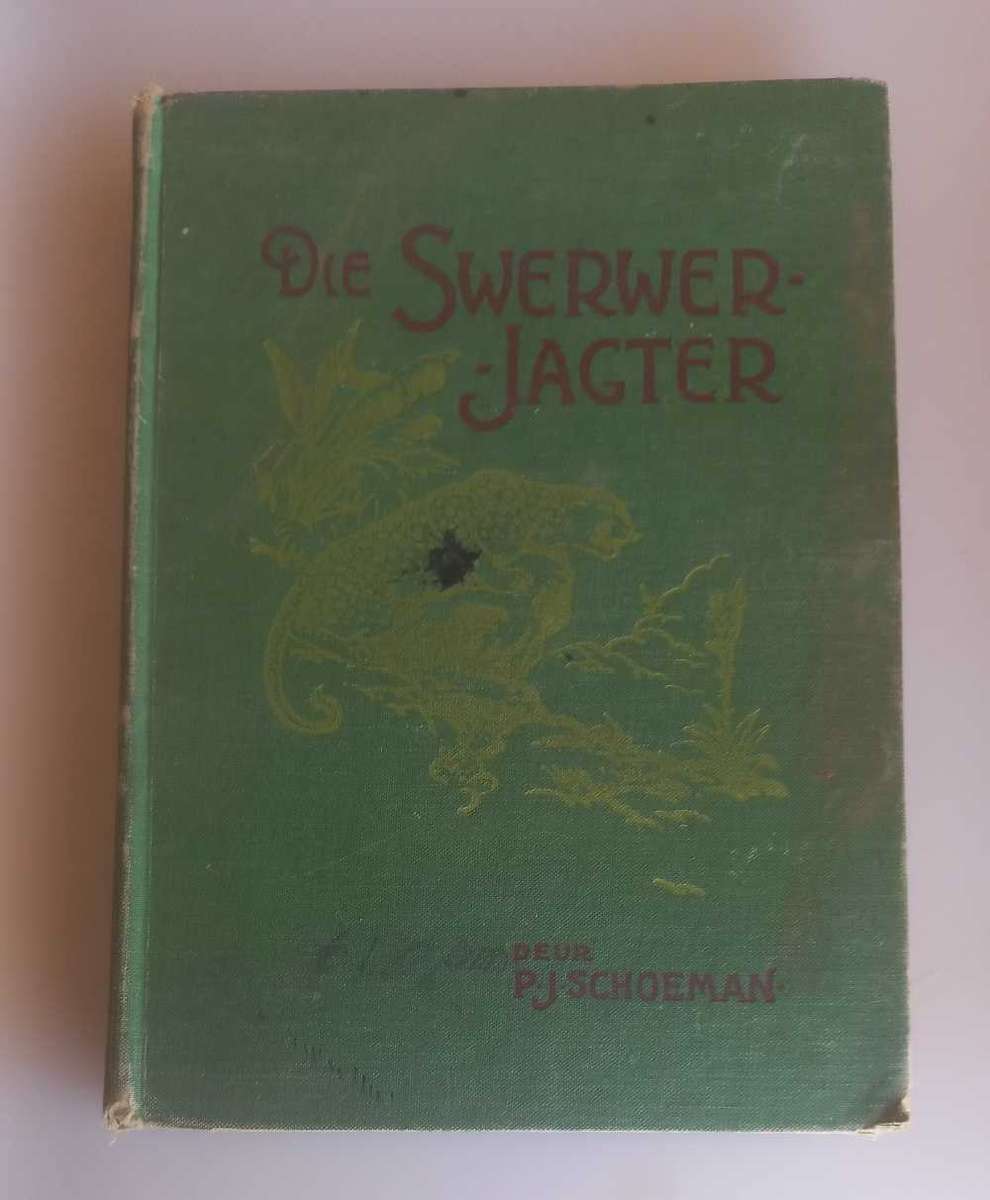 DIE SWERWER-
-JAGTER
DEUR
P.J SCHOEMAN